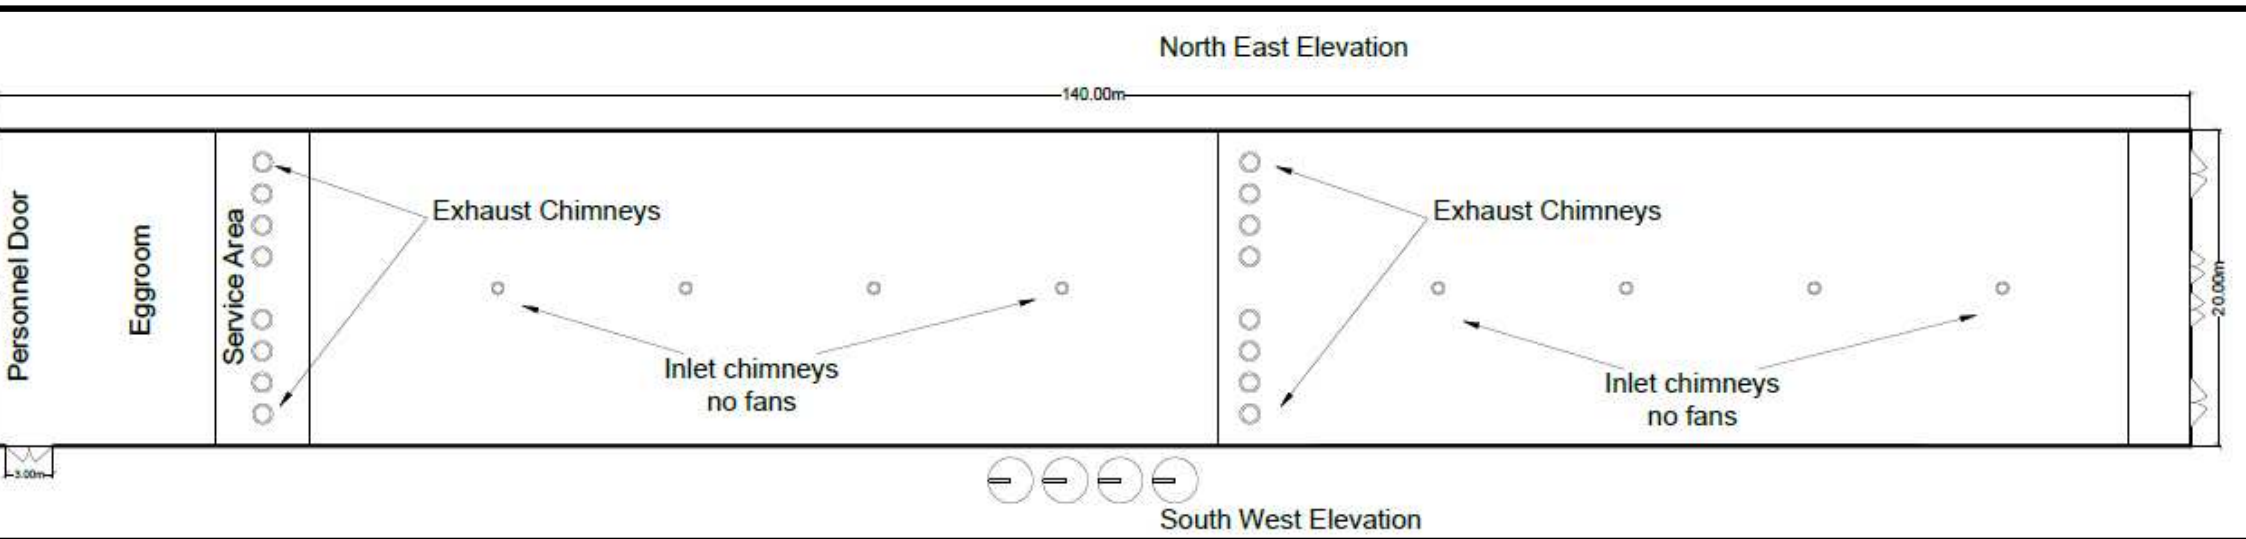 North East Elevation
140.00m
Personnel Door
Eggroom
Service Area
Exhaust Chimneys
Exhaust Chimneys
Inlet chimneys
no fans
Inlet chimneys
no fans
20.00m
3.00m
South West Elevation